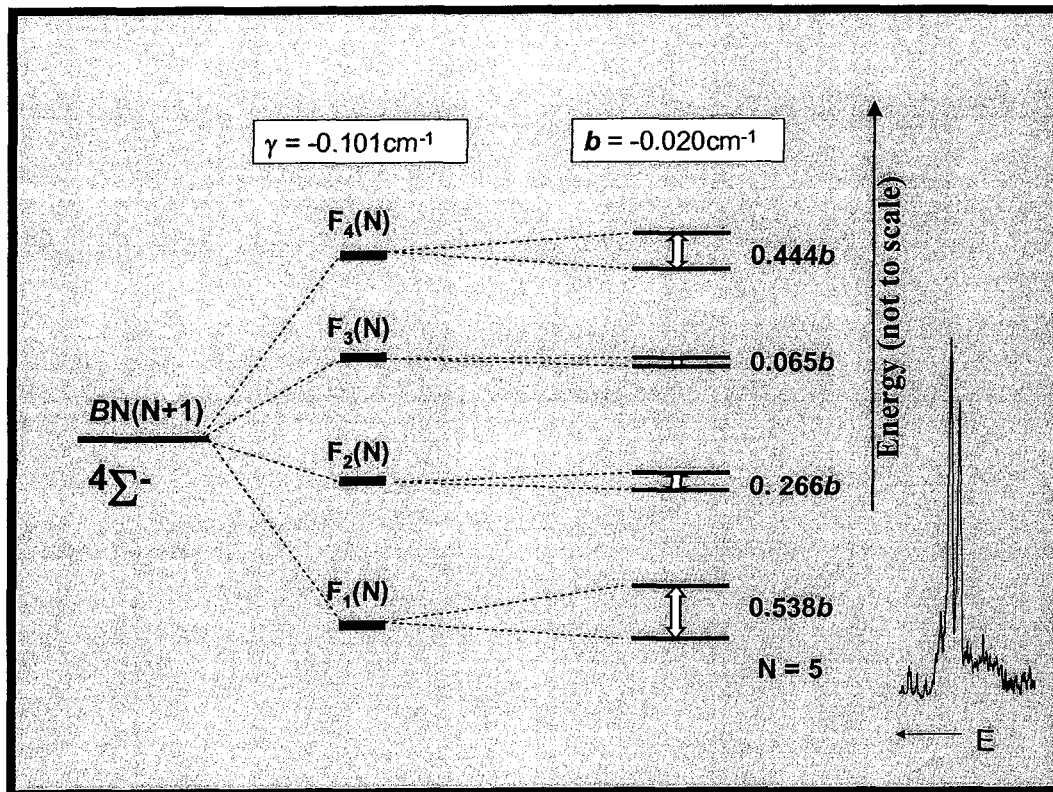 γ = -0.101cm⁻¹
b = -0.020cm⁻¹
F₄(N)
0.444b
F₃(N)
0.065b
BN(N+1)
⁴Σ⁻
F₂(N)
0. 266b
F₁(N)
0.538b
N = 5
Energy (not to scale)
E